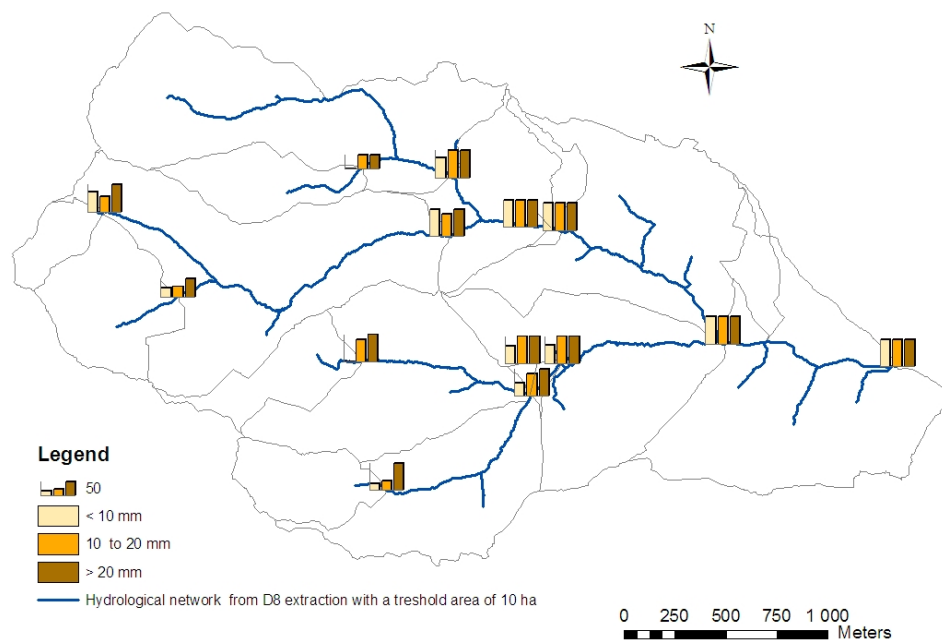 N
Legend
50
< 10 mm
10 to 20 mm
> 20 mm
Hydrological network from D8 extraction with a treshold area of 10 ha
0 250 500 750 1 000
Meters